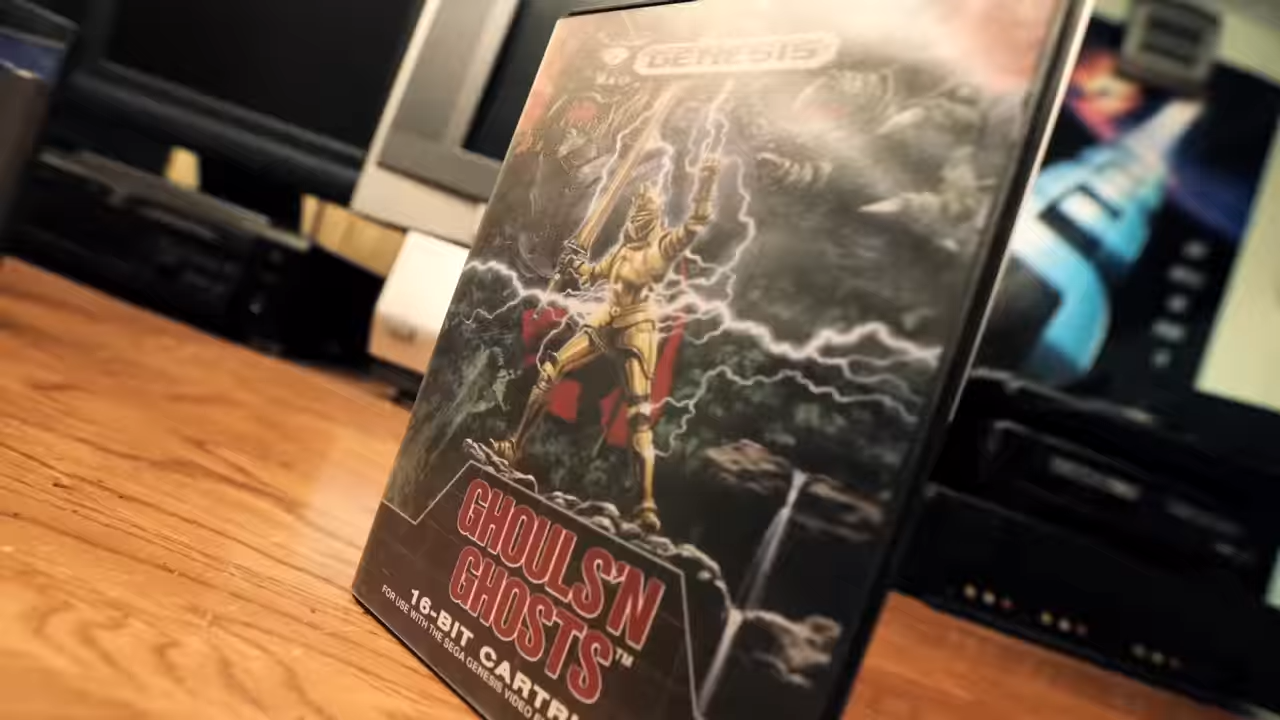 GENESIS
GHOULS'N
GHOSTS™
16-BIT CARTRI
FOR USE WITH THE SEGA GENESIS VIDEO